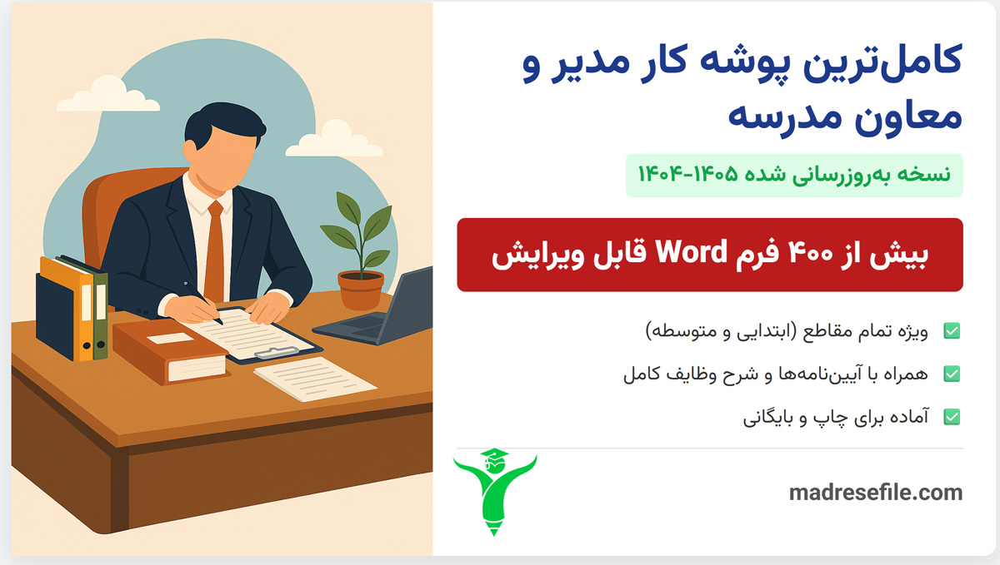 کامل‌ترین پوشه کار مدیر و
معاون مدرسه
نسخه به‌روزرسانی شده ۱۴۰۵-۱۴۰۴
بیش از ۴۰۰ فرم Word قابل ویرایش
ویژه تمام مقاطع (ابتدایی و متوسطه)
همراه با آیین‌نامه‌ها و شرح وظایف کامل
آماده برای چاپ و بایگانی
madresefile.com